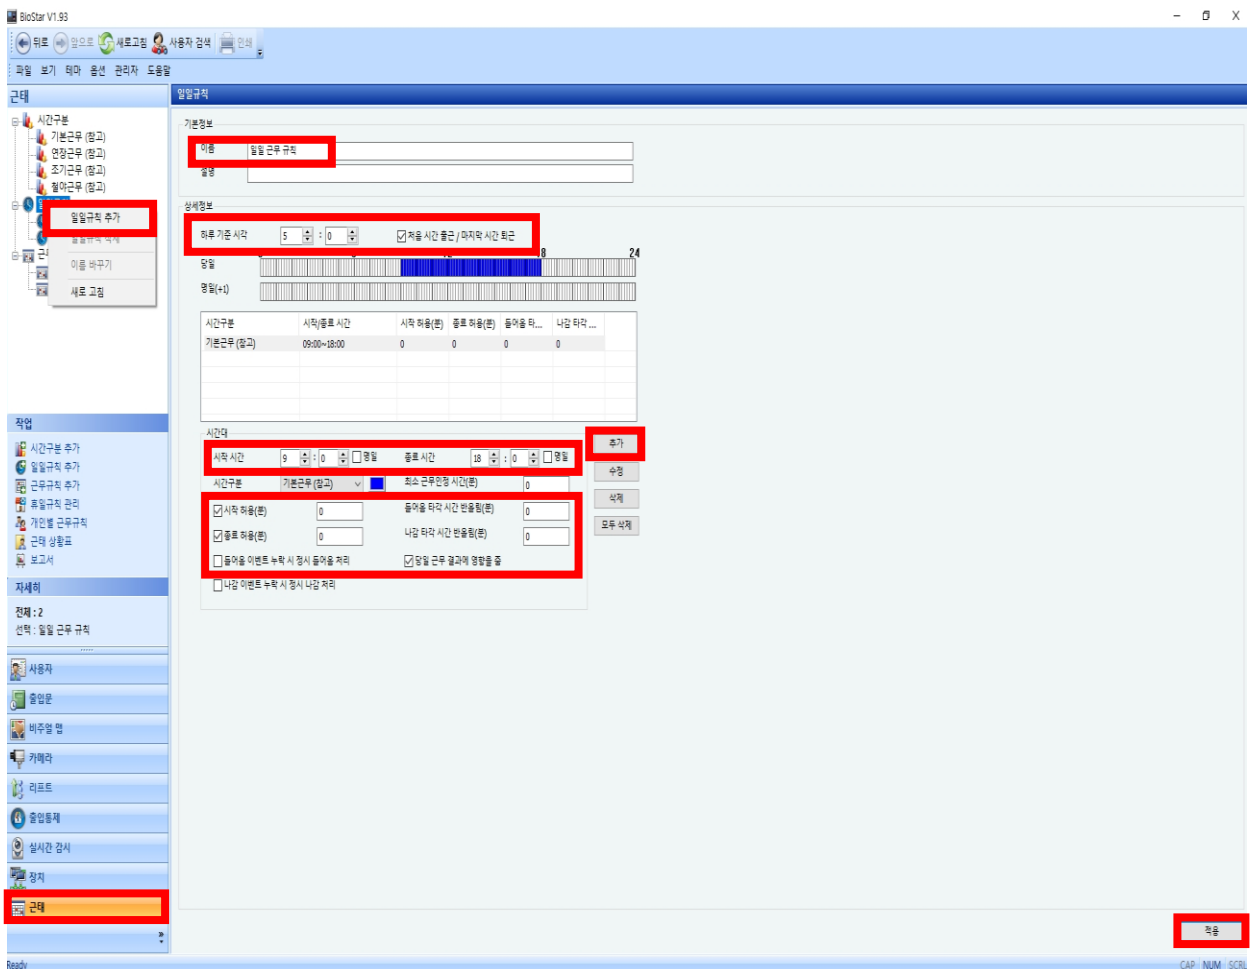 BioStar V1.93
뒤로 앞으로 새로고침 사용자 검색 인쇄
파일 보기 테마 옵션 관리자 도움말
근태
시간구분
기본근무 (참고)
연장근무 (참고)
조기근무 (참고)
철야근무 (참고)
일일규칙 추가
일일규칙 삭제
이름 바꾸기
새로 고침
작업
시간구분 추가
일일규칙 추가
근무규칙 추가
휴일규칙 관리
개인별 근무규칙
근태 상황표
보고서
자세히
전체 : 2
선택 : 일일 근무 규칙
사용자
출입문
비주얼 맵
카메라
리프트
출입통제
실시간 감시
장치
근태
일일규칙
기본정보
이름 일일 근무 규칙
설명
상세정보
하루 기준 시각 5 : 0 처음 시간 출근 / 마지막 시간 퇴근
24
당일
명일(+1)
시간구분 시작/종료 시간 시작 허용(분) 종료 허용(분) 들어옴 타... 나감 타각 ...
기본근무 (참고) 09:00~18:00 0 0 0 0
시간대
시작 시간 9 : 0 명일 종료 시간 18 : 0 명일
시간구분 기본근무 (참고) 최소 근무인정 시간(분) 0
시작 허용(분) 0 들어옴 타각 시간 반올림(분) 0
종료 허용(분) 0 나감 타각 시간 반올림(분) 0
들어옴 이벤트 누락 시 정시 들어옴 처리 당일 근무 결과에 영향을 줌
나감 이벤트 누락 시 정시 나감 처리
추가
수정
삭제
모두 삭제
적용
Ready CAP NUM SCRL